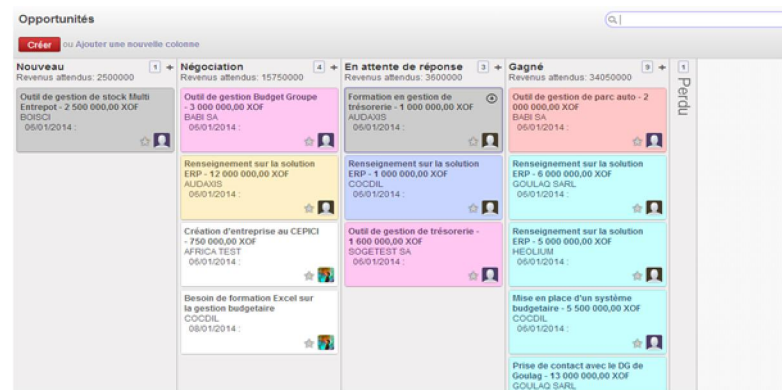 Opportunités
Créer ou Ajouter une nouvelle colonne
Nouveau 1
Revenus attendus: 2500000
Outil de gestion de stock Multi
Entrepot - 2 500 000,00 XOF
BOISCI
06/01/2014 :
Négociation 4
Revenus attendus: 15750000
Outil de gestion Budget Groupe
- 3 000 000,00 XOF
BABI SA
06/01/2014 :
Renseignement sur la solution
ERP - 12 000 000,00 XOF
AUDAXIS
06/01/2014 :
Création d'entreprise au CEPICI
- 750 000,00 XOF
AFRICA TEST
06/01/2014 :
Besoin de formation Excel sur
la gestion budgetaire
COCDIL
08/01/2014 :
En attente de réponse 3
Revenus attendus: 3600000
Formation en gestion de
trésorerie - 1 000 000,00 XOF
AUDAXIS
06/01/2014 :
Renseignement sur la solution
ERP - 1 000 000,00 XOF
COCDIL
06/01/2014 :
Outil de gestion de trésorerie -
1 600 000,00 XOF
SOGETEST SA
06/01/2014 :
Gagné 9
Revenus attendus: 34050000
Outil de gestion de parc auto - 2
000 000,00 XOF
BABI SA
06/01/2014 :
Renseignement sur la solution
ERP - 6 000 000,00 XOF
GOULAQ SARL
06/01/2014 :
Renseignement sur la solution
ERP - 5 000 000,00 XOF
HEOLIUM
06/01/2014 :
Mise en place d'un système
budgetaire - 5 500 000,00 XOF
COCDIL
06/01/2014 :
Prise de contact avec le DG de
Goulag - 13 000 000,00 XOF
GOULAQ SARL
1
Perdu